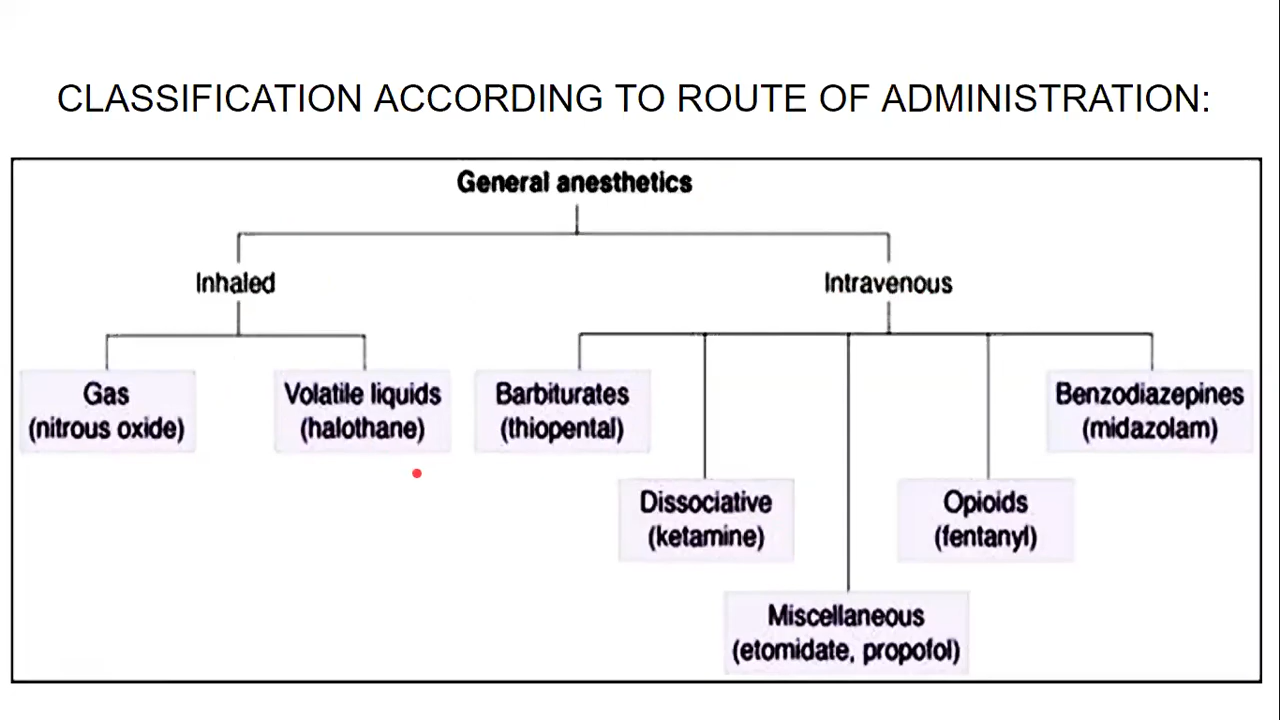 CLASSIFICATION ACCORDING TO ROUTE OF ADMINISTRATION:
General anesthetics
Inhaled
Intravenous
Gas
(nitrous oxide)
Volatile liquids
(halothane)
Barbiturates
(thiopental)
Benzodiazepines
(midazolam)
Dissociative
(ketamine)
Opioids
(fentanyl)
Miscellaneous
(etomidate, propofol)